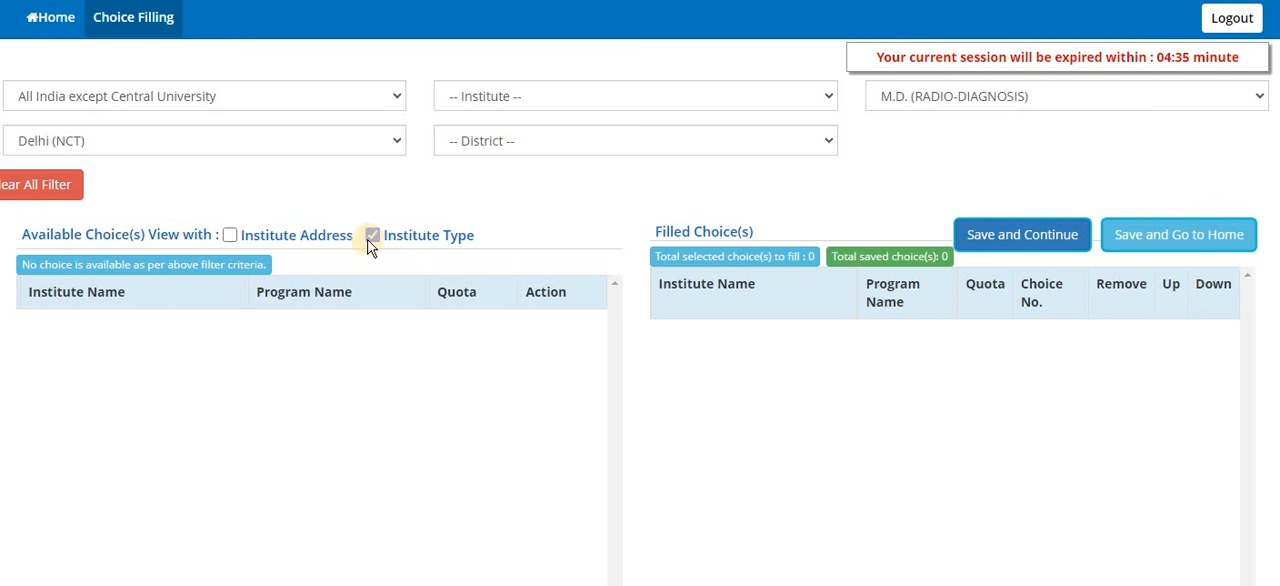 Home Choice Filling Logout
Your current session will be expired within : 04:35 minute
All India except Central University -- Institute -- M.D. (RADIO-DIAGNOSIS)
Delhi (NCT) -- District --
lear All Filter
Available Choice(s) View with : Institute Address Institute Type
Filled Choice(s) Save and Continue Save and Go to Home
No choice is available as per above filter criteria.
Total selected choice(s) to fill : 0 Total saved choice(s): 0
Institute Name Program Name Quota Action
Institute Name Program Name Quota Choice No. Remove Up Down